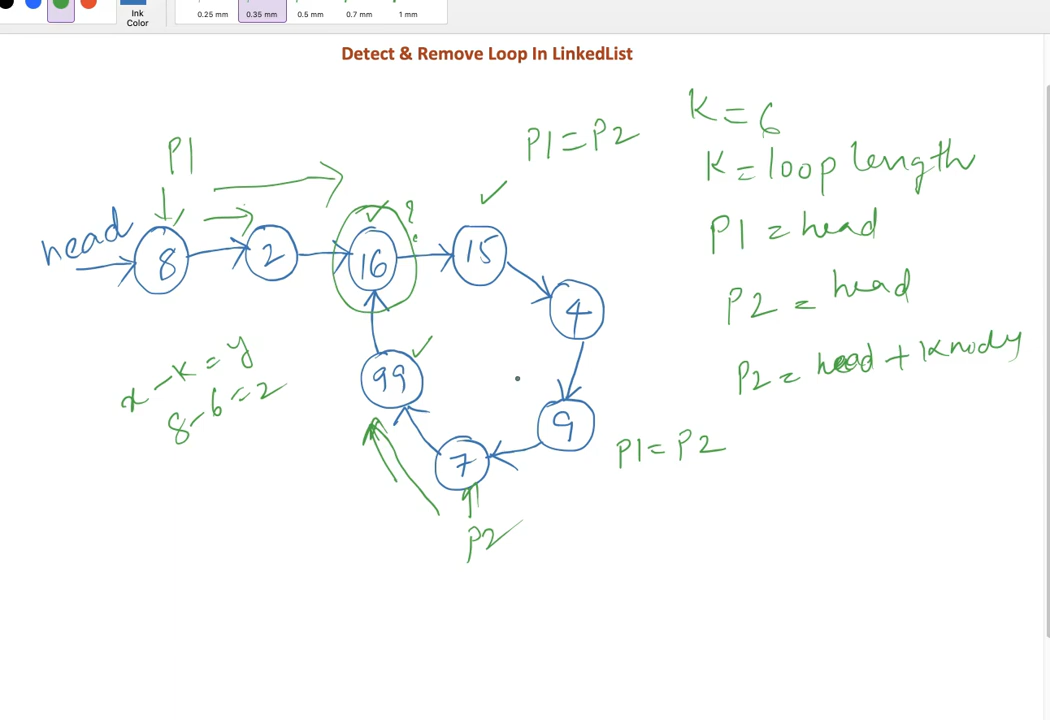 Ink
Color
0.25 mm 0.35 mm 0.5 mm 0.7 mm 1 mm
Detect & Remove Loop In LinkedList
K = 6
P1 = P2
P1
K = loop length
head
8
2
16
?
15
P1 = head
4
P2 = head
x - K = y
8 - 6 = 2
99
P2 = head + K nody
9
7
P1 = P2
P2